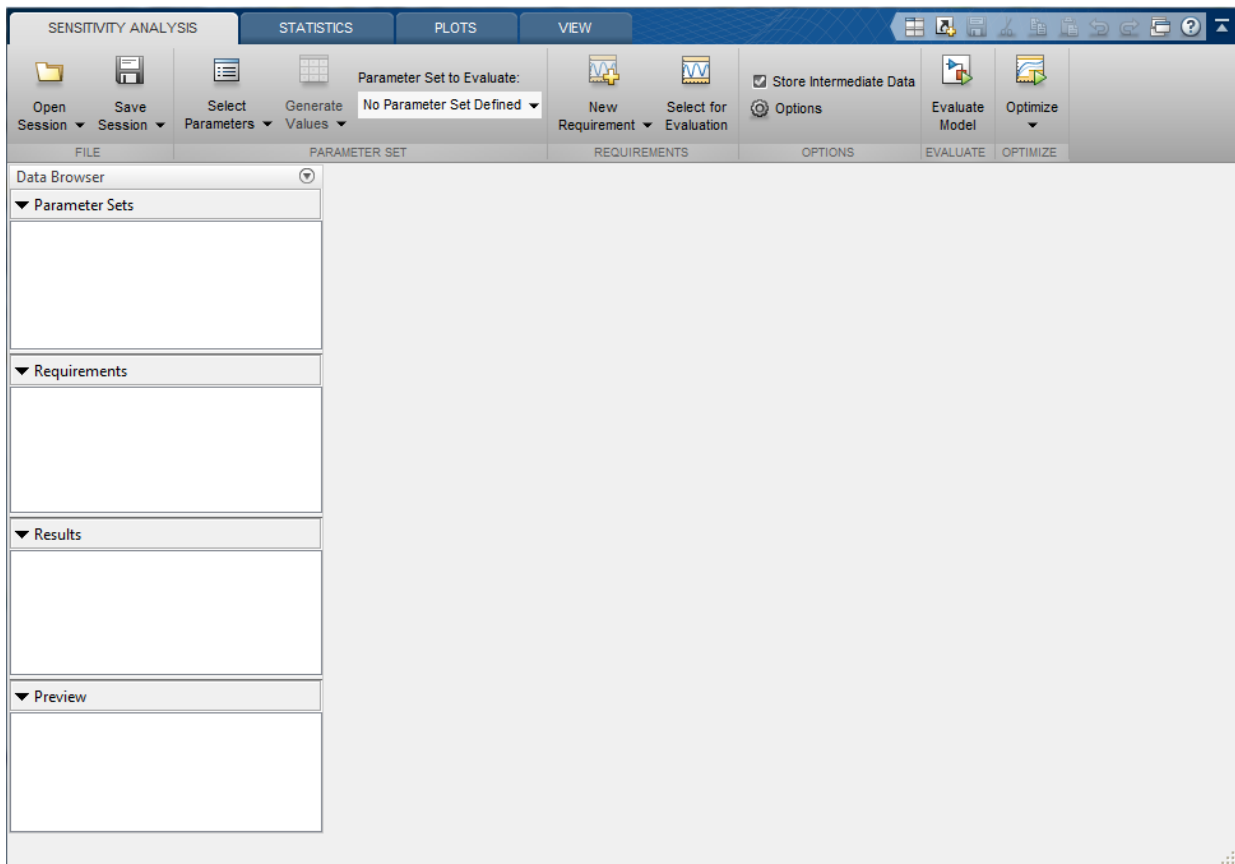 SENSITIVITY ANALYSIS
STATISTICS
PLOTS
VIEW
Open
Session
Save
Session
Select
Parameters
Generate
Values
Parameter Set to Evaluate:
No Parameter Set Defined
New
Requirement
Select for
Evaluation
Store Intermediate Data
Options
Evaluate
Model
Optimize
FILE
PARAMETER SET
REQUIREMENTS
OPTIONS
EVALUATE
OPTIMIZE
Data Browser
Parameter Sets
Requirements
Results
Preview